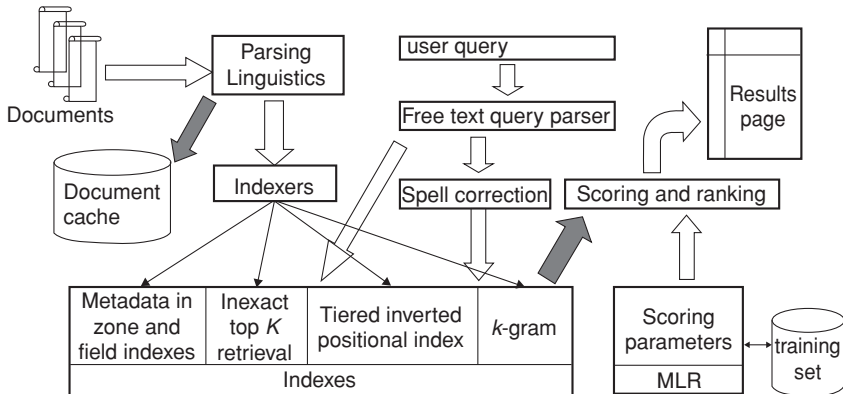 Documents
Parsing
Linguistics
user query
Free text query parser
Results
page
Document
cache
Indexers
Spell correction
Scoring and ranking
Metadata in
zone and
field indexes
Inexact
top K
retrieval
Tiered inverted
positional index
k-gram
Indexes
Scoring
parameters
MLR
training
set